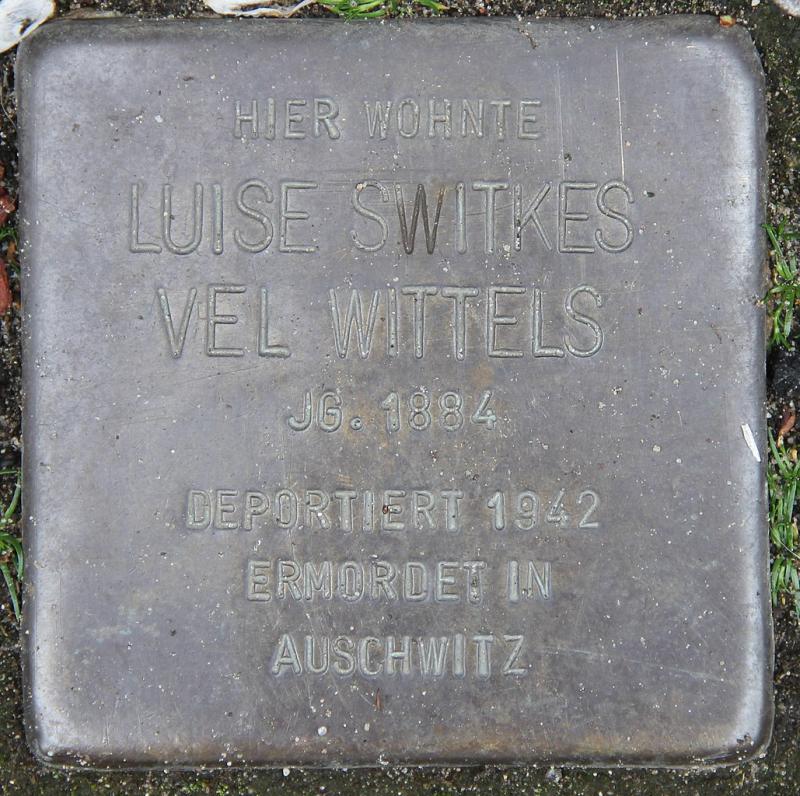 HIER WOHNTE
LUISE SWITKES
VEL WITTELS
JG. 1884
DEPORTIERT 1942
ERMORDET IN
AUSCHWITZ